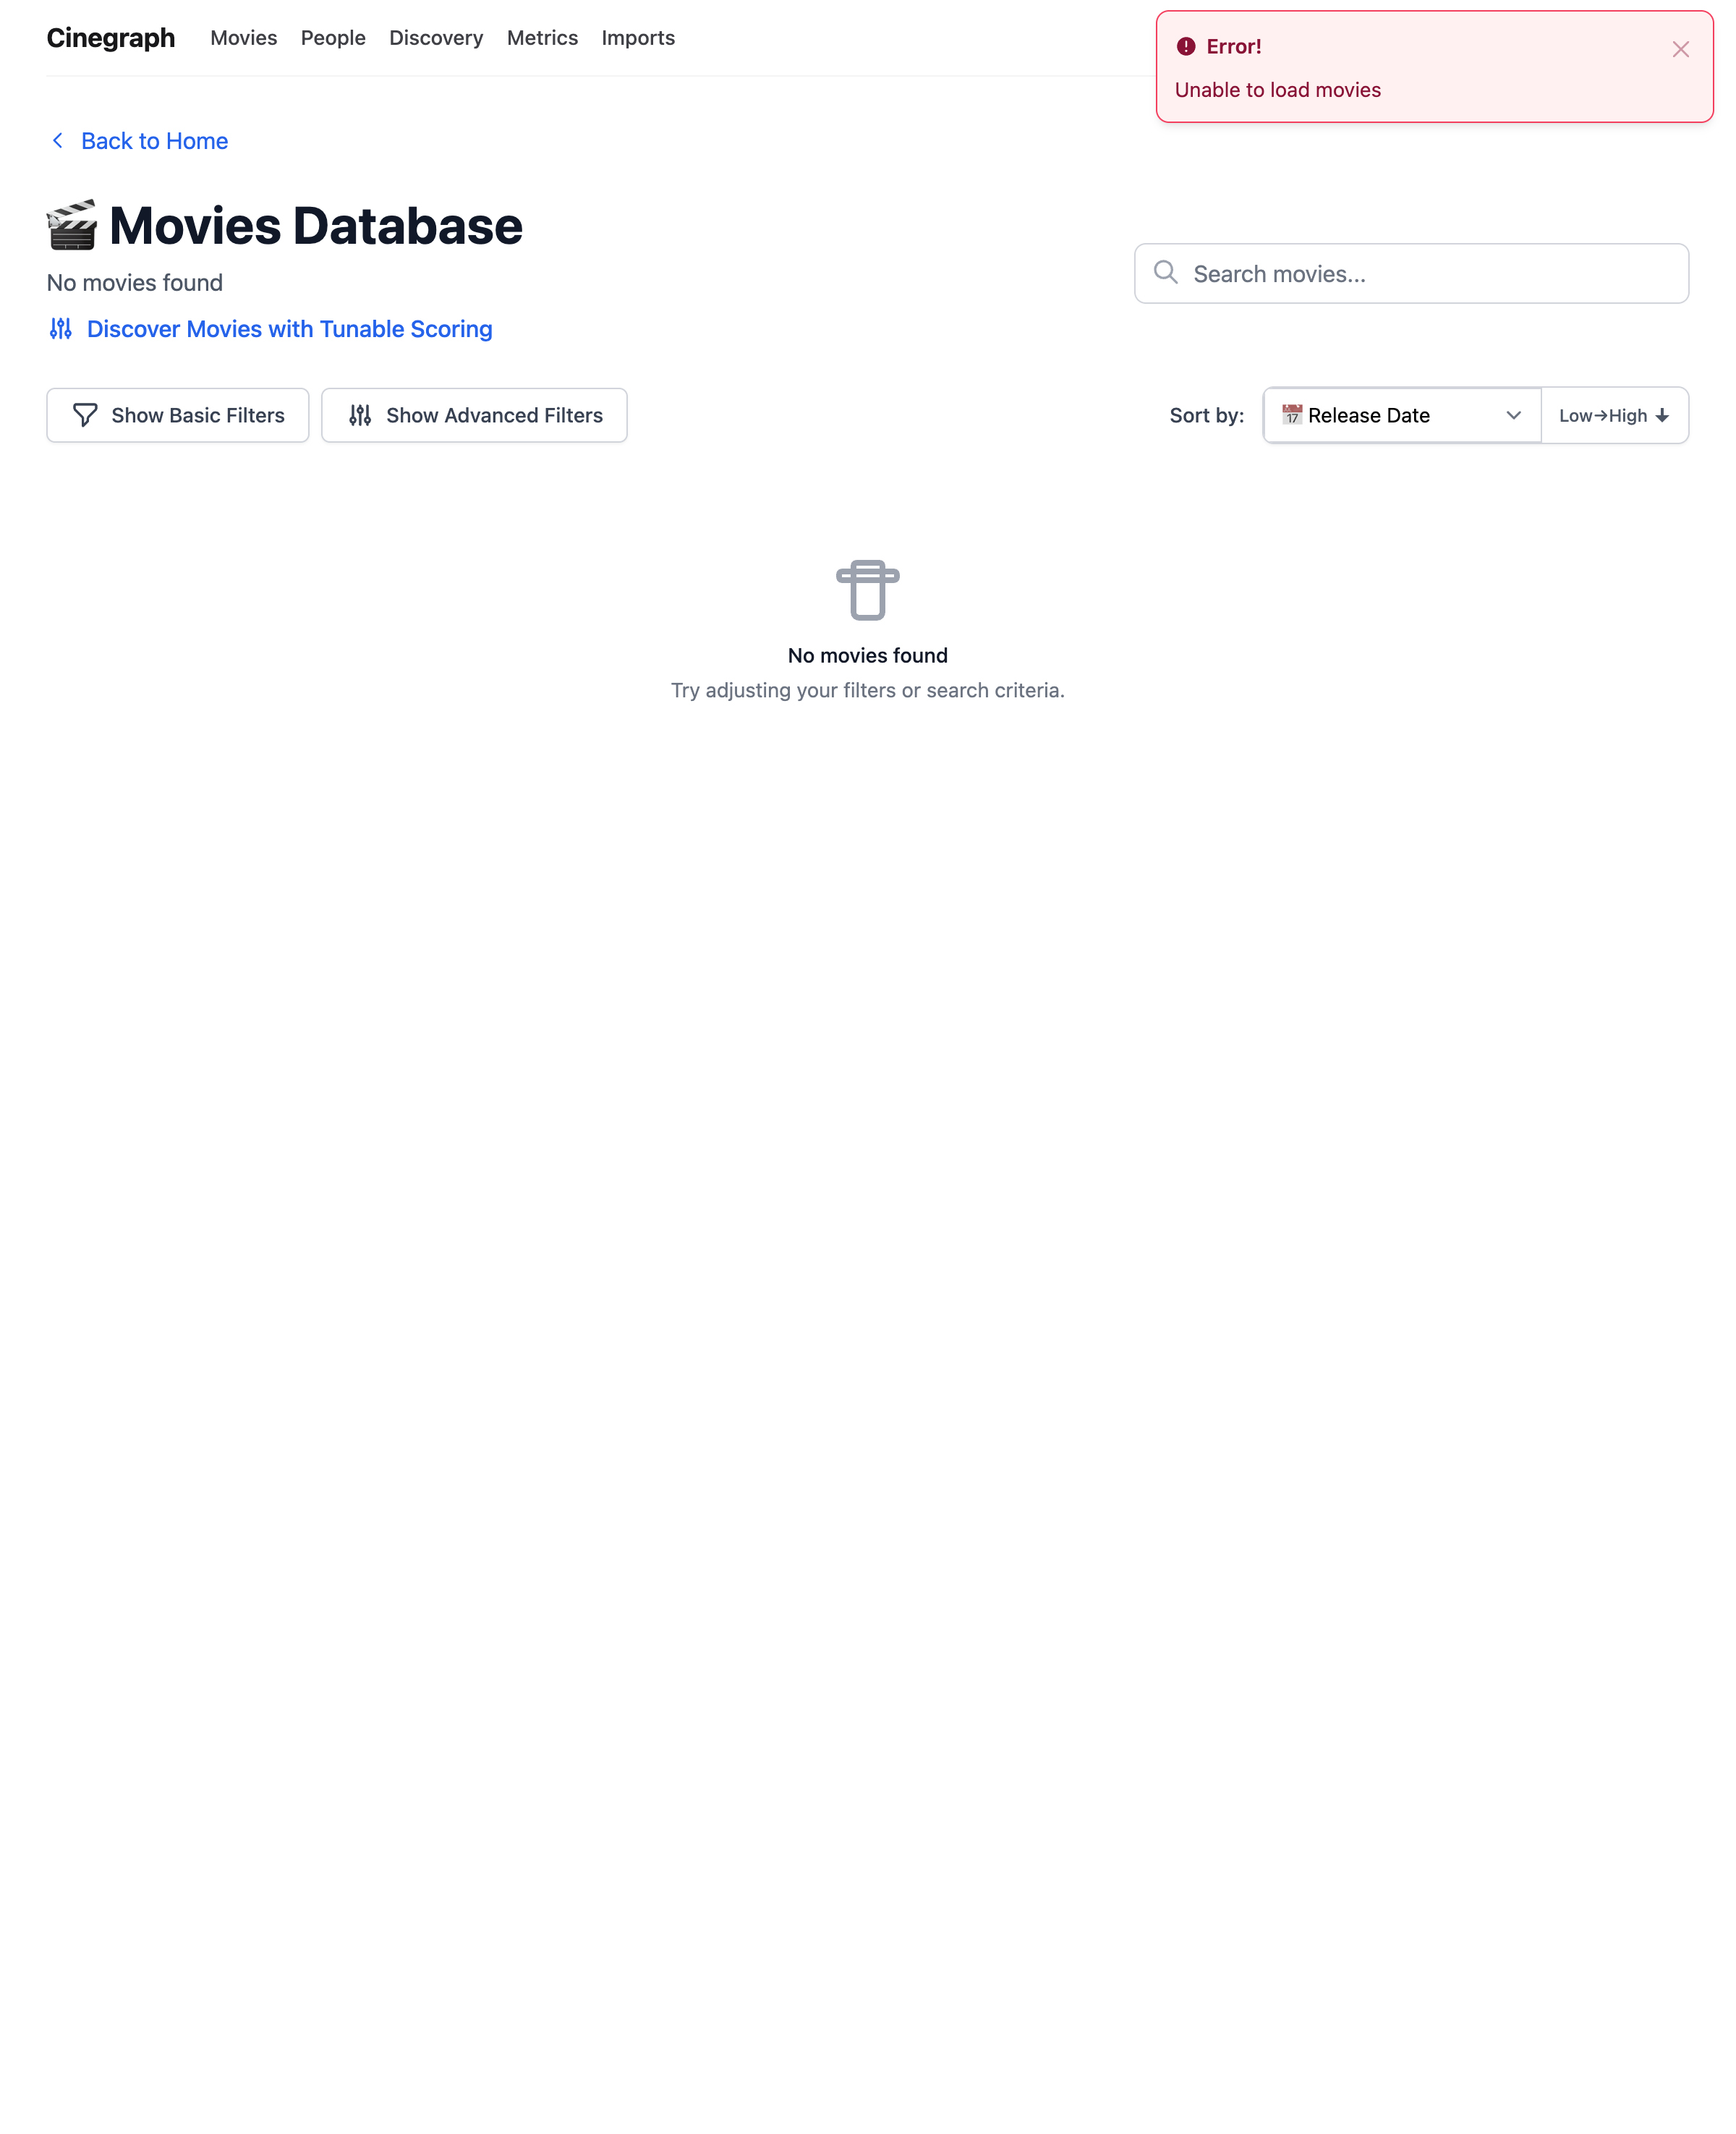 Cinegraph Movies People Discovery Metrics Imports
Error!
Unable to load movies
Back to Home
Movies Database
No movies found
Search movies...
Discover Movies with Tunable Scoring
Show Basic Filters Show Advanced Filters Sort by: 17 Release Date Low→High ↓
No movies found
Try adjusting your filters or search criteria.